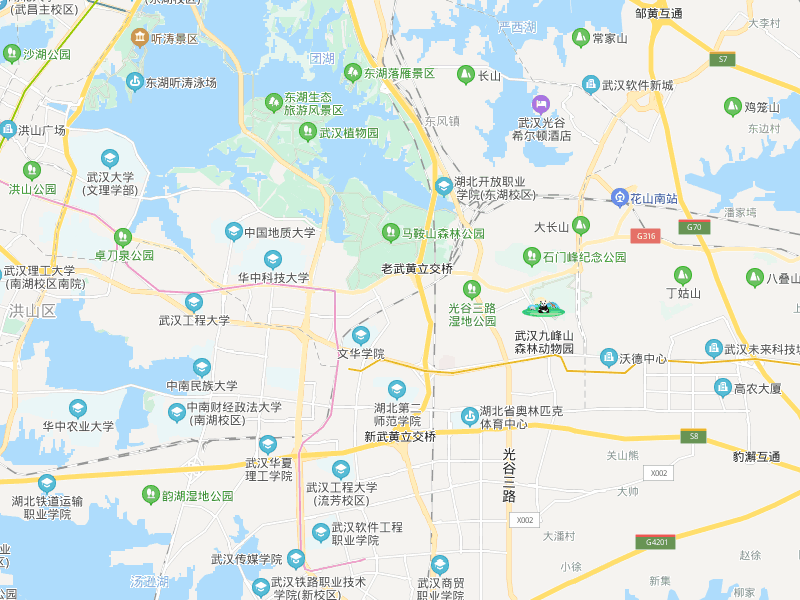 (武昌主校区)
沙湖公园
洪山广场
洪山公园
听涛景区
东湖听涛泳场
武汉大学
(文理学部)
卓刀泉公园
团湖
东湖落雁景区
东湖生态
旅游风景区
武汉植物园
严西湖
常家山
长山
武汉光谷
希尔顿酒店
武汉软件新城
邹黄互通
大李村
S7
鸡笼山
东边村
东风镇
湖北开放职业
学院(东湖校区)
花山南站
潘家塆
大长山
G316
G70
中国地质大学
马鞍山森林公园
石门峰纪念公园
华中科技大学
老武黄立交桥
丁姑山
八叠山
武汉理工大学
(南湖校区南院)
洪山区
武汉工程大学
光谷三路
湿地公园
武汉九峰山
森林动物园
文华学院
沃德中心
武汉未来科技城
中南民族大学
高农大厦
华中农业大学
中南财经政法大学
(南湖校区)
湖北第二
师范学院
湖北省奥林匹克
体育中心
新武黄立交桥
S8
武汉华夏
理工学院
光谷三路
关山熊
豹澥互通
X002
武汉工程大学
(流芳校区)
大帅
湖北铁道运输
职业学院
韵湖湿地公园
X002
武汉软件工程
职业学院
大潘村
G4201
武汉传媒学院
赵徐
小徐
汤逊湖
武汉铁路职业技术
学院(新校区)
武汉商贸
职业学院
新集
柳家